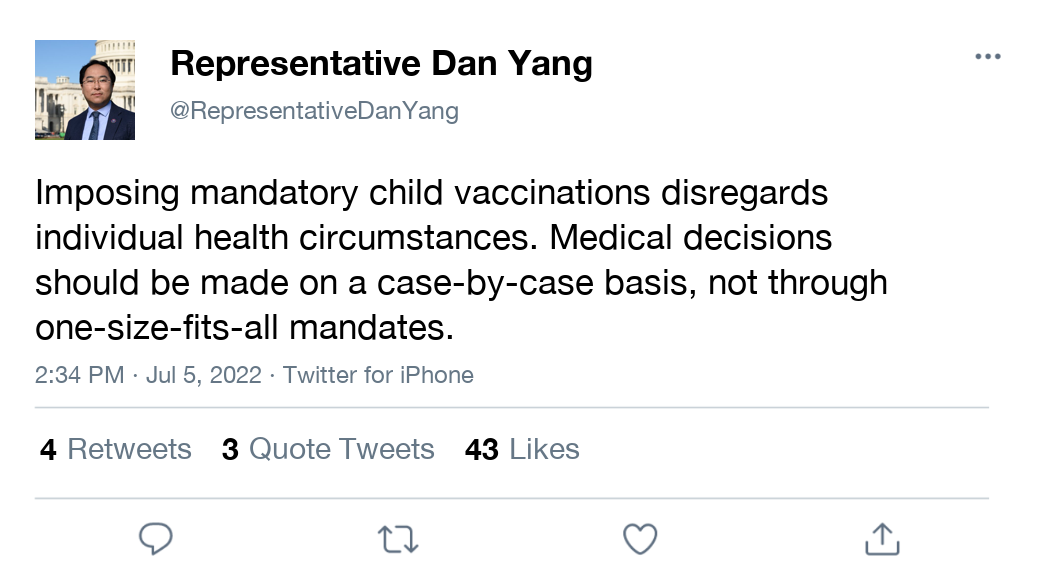 Representative Dan Yang
@RepresentativeDanYang
Imposing mandatory child vaccinations disregards
individual health circumstances. Medical decisions
should be made on a case-by-case basis, not through
one-size-fits-all mandates.
2:34 PM · Jul 5, 2022 · Twitter for iPhone
4 Retweets 3 Quote Tweets 43 Likes